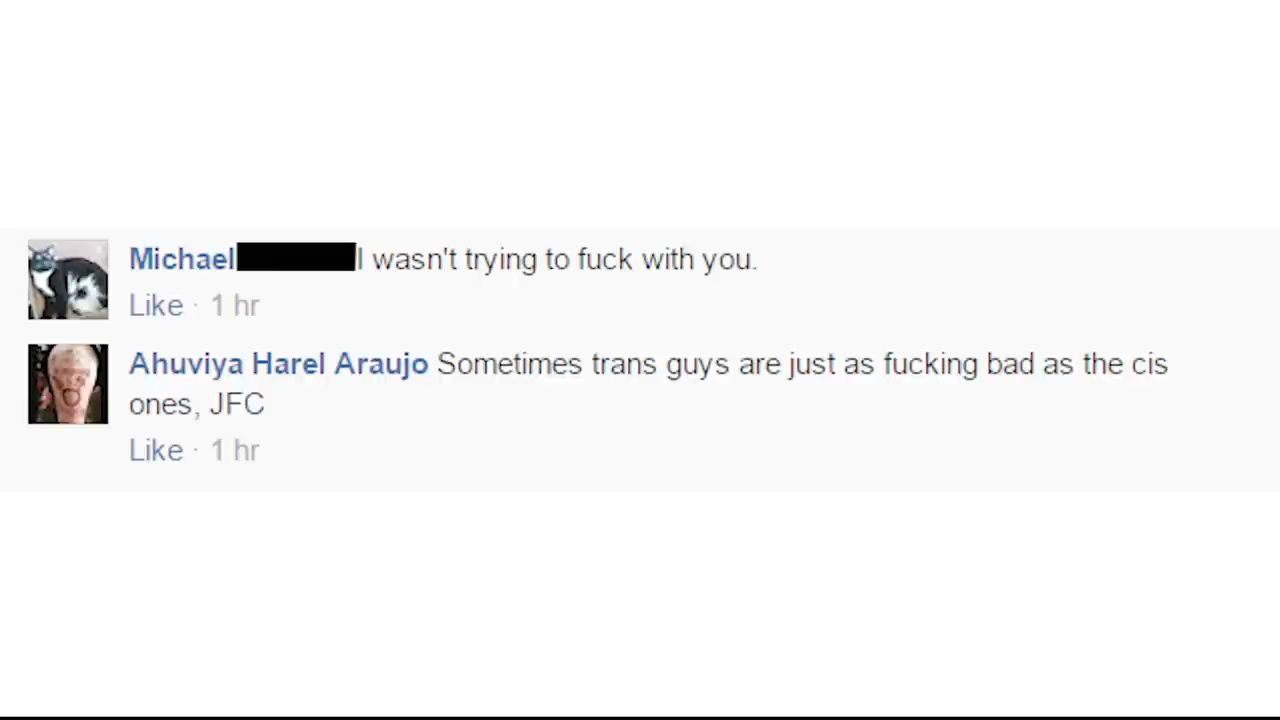 Michael I wasn't trying to fuck with you.
Like · 1 hr
Ahuviya Harel Araujo Sometimes trans guys are just as fucking bad as the cis
ones, JFC
Like · 1 hr